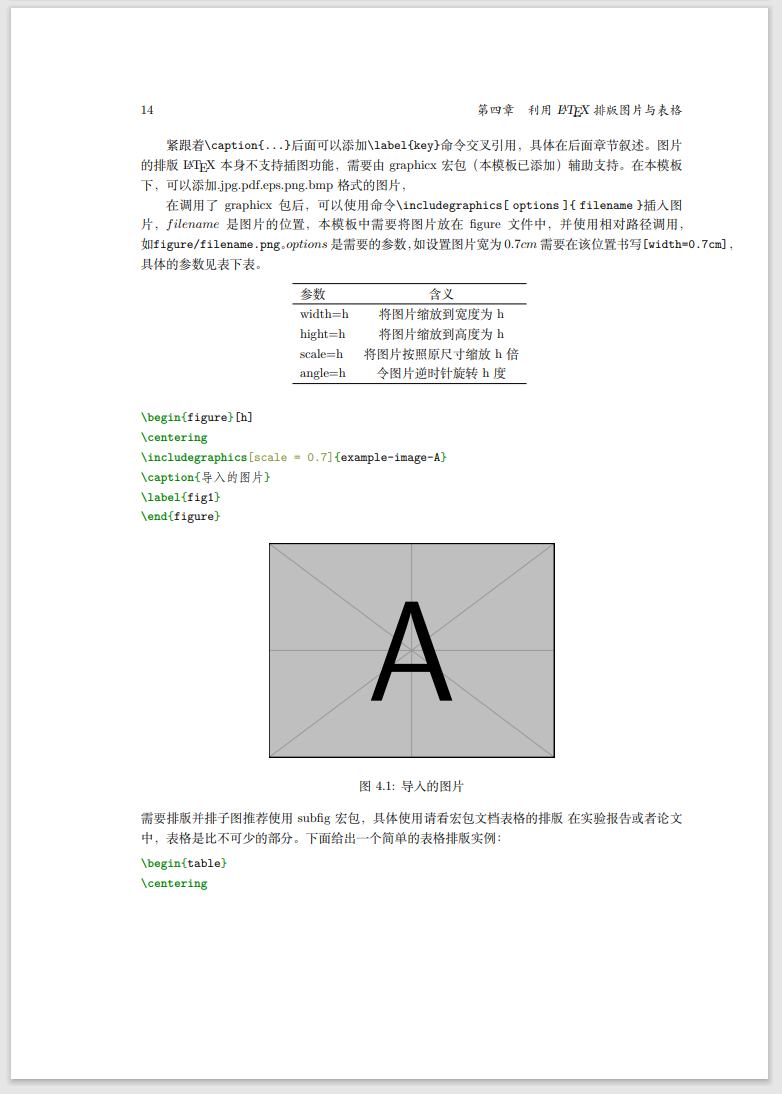 14 第四章 利用 LATEX 排版图片与表格
紧跟着\caption{...}后面可以添加\label{key}命令交叉引用，具体在后面章节叙述。图片
的排版 LATEX 本身不支持插图功能，需要由 graphicx 宏包（本模板已添加）辅助支持。在本模板
下，可以添加.jpg.pdf.eps.png.bmp 格式的图片，
在调用了 graphicx 包后，可以使用命令\includegraphics[ options ]{ filename }插入图
片，filename 是图片的位置，本模板中需要将图片放在 figure 文件中，并使用相对路径调用，
如figure/filename.png。options 是需要的参数，如设置图片宽为 0.7cm 需要在该位置书写[width=0.7cm]，
具体的参数见表下表。
参数 含义
width=h 将图片缩放到宽度为 h
hight=h 将图片缩放到高度为 h
scale=h 将图片按照原尺寸缩放 h 倍
angle=h 令图片逆时针旋转 h 度
\begin{figure}[h]
\centering
\includegraphics[scale = 0.7]{example-image-A}
\caption{导入的图片}
\label{fig1}
\end{figure}
A
图 4.1: 导入的图片
需要排版并排子图推荐使用 subfig 宏包，具体使用请看宏包文档表格的排版 在实验报告或者论文
中，表格是比不可少的部分。下面给出一个简单的表格排版实例：
\begin{table}
\centering